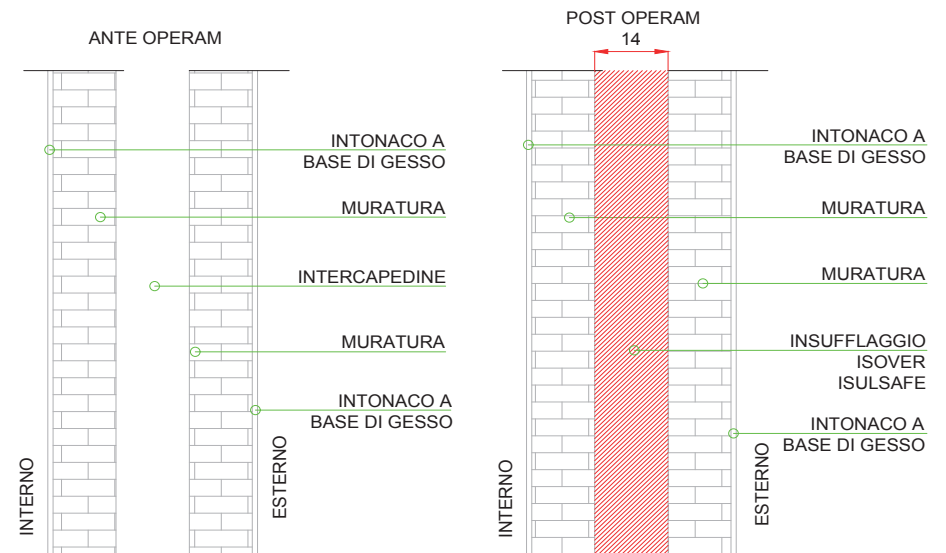 ANTE OPERAM
INTONACO A
BASE DI GESSO
MURATURA
INTERCAPEDINE
MURATURA
INTONACO A
BASE DI GESSO
INTERNO
ESTERNO
POST OPERAM
14
INTONACO A
BASE DI GESSO
MURATURA
MURATURA
INSUFFLAGGIO
ISOVER
ISULSAFE
INTONACO A
BASE DI GESSO
INTERNO
ESTERNO